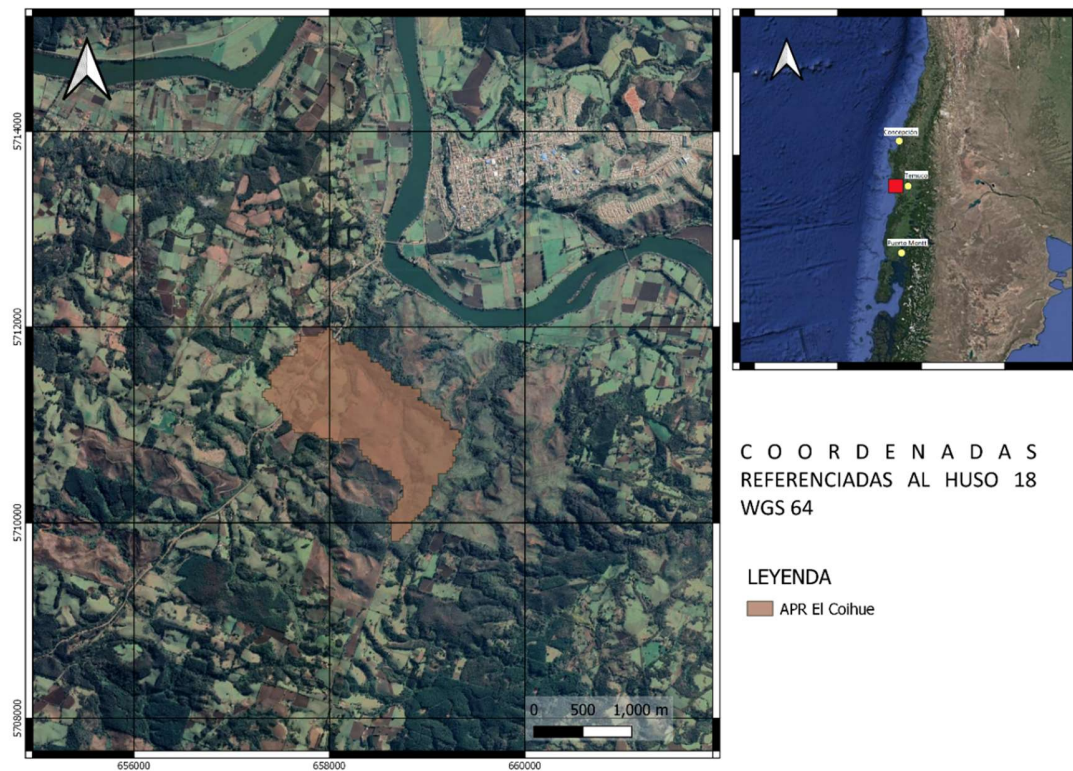 5714000
5712000
5710000
5708000
656000
658000
660000
0 500 1,000 m
Concepción
Temuco
Puerto Montt
COORDENADAS
REFERENCIADAS AL HUSO 18
WGS 64
LEYENDA
APR El Coihue